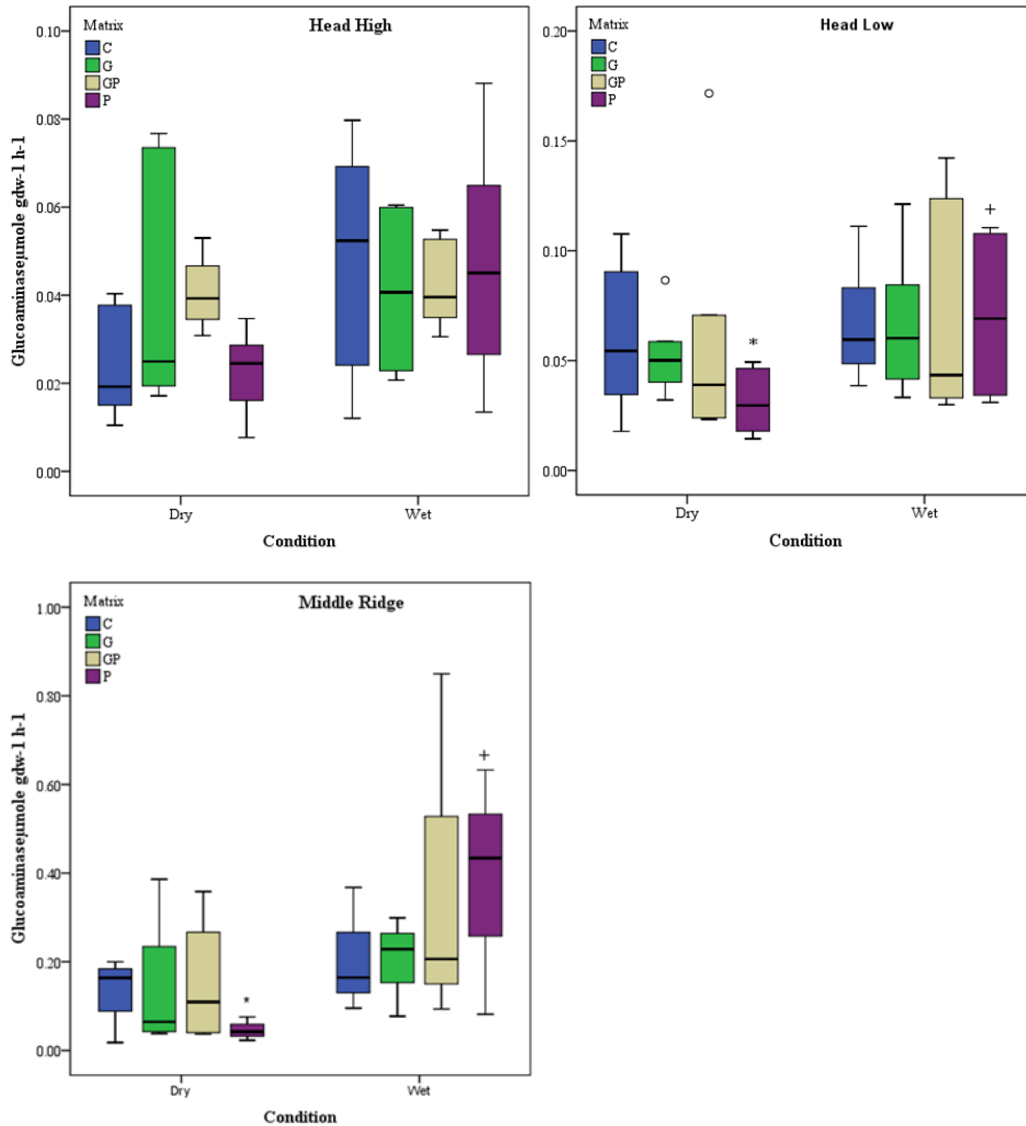 Head High
Matrix
C
G
GP
P
Glucoaminaseµmole gdw-1 h-1
0.10
0.08
0.06
0.04
0.02
0.00
Dry
Wet
Condition
Head Low
Matrix
C
G
GP
P
0.20
0.15
0.10
0.05
0.00
*
+
Dry
Wet
Condition
Middle Ridge
Matrix
C
G
GP
P
Glucoaminaseµmole gdw-1 h-1
1.00
0.80
0.60
0.40
0.20
0.00
*
+
Dry
Wet
Condition